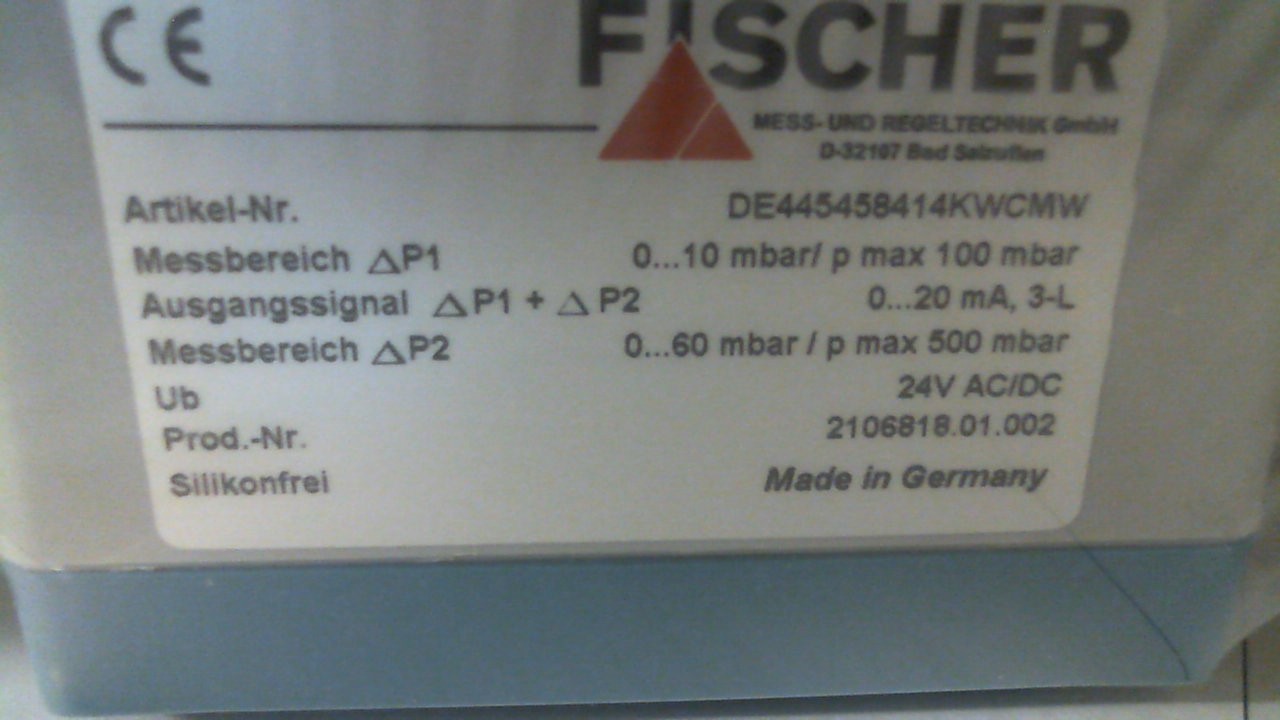 CE
FISCHER
MESS- UND REGELTECHNIK GmbH
D-32107 Bad Salzuflen
Artikel-Nr. DE445458414KWCMW
Messbereich △P1 0...10 mbar/ p max 100 mbar
Ausgangssignal △P1 + △ P2 0...20 mA, 3-L
Messbereich △P2 0...60 mbar / p max 500 mbar
Ub 24V AC/DC
Prod.-Nr. 2106818.01.002
Silikonfrei Made in Germany